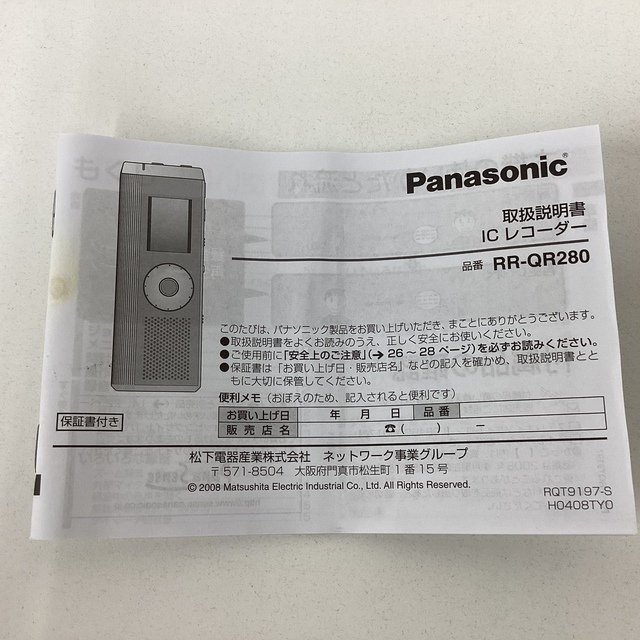 Panasonic®
取扱説明書
IC レコーダー
品番 RR-QR280
このたびは、パナソニック製品をお買い上げいただき、まことにありがとうございます。
●取扱説明書をよくお読みのうえ、正しく安全にお使いください。
●ご使用前に「安全上のご注意」(➜ 26 ~ 28 ページ)を必ずお読みください。
●保証書は「お買い上げ日・販売店名」などの記入を確かめ、取扱説明書とと
もに大切に保管してください。
便利メモ(おぼえのため、記入されると便利です)
お買い上げ日 年 月 日 品番
販売店名 ☎( ) −
保証書付き
松下電器産業株式会社 ネットワーク事業グループ
〒571-8504 大阪府門真市松生町1番15号
© 2008 Matsushita Electric Industrial Co., Ltd. All Rights Reserved.
RQT9197-S
H0408TY0